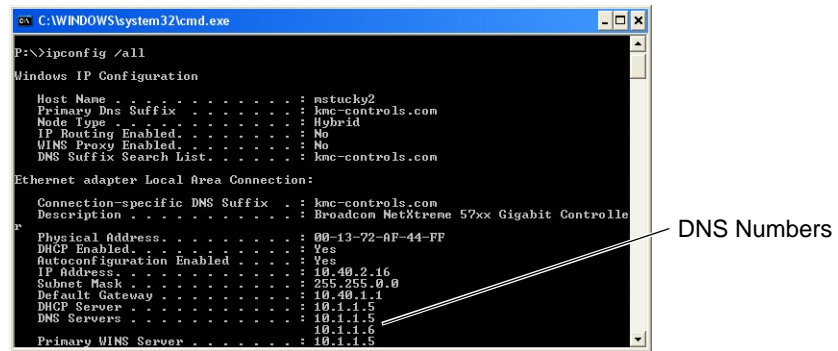 C:\WINDOWS\system32\cmd.exe
P:\>ipconfig /all
Windows IP Configuration
Host Name . . . . . . . . . . . . : mstucky2
Primary Dns Suffix . . . . . . . : kmc-controls.com
Node Type . . . . . . . . . . . . : Hybrid
IP Routing Enabled. . . . . . . . : No
WINS Proxy Enabled. . . . . . . . : No
DNS Suffix Search List. . . . . . : kmc-controls.com
Ethernet adapter Local Area Connection:
Connection-specific DNS Suffix . : kmc-controls.com
Description . . . . . . . . . . . : Broadcom NetXtreme 57xx Gigabit Controlle
r
Physical Address. . . . . . . . . : 00-13-72-AF-44-FF
DHCP Enabled. . . . . . . . . . . : Yes
Autoconfiguration Enabled . . . . : Yes
IP Address. . . . . . . . . . . . : 10.40.2.16
Subnet Mask . . . . . . . . . . . : 255.255.0.0
Default Gateway . . . . . . . . . : 10.40.1.1
DHCP Server . . . . . . . . . . . : 10.1.1.5
DNS Servers . . . . . . . . . . . : 10.1.1.5
10.1.1.6
Primary WINS Server . . . . . . . : 10.1.1.5
DNS Numbers